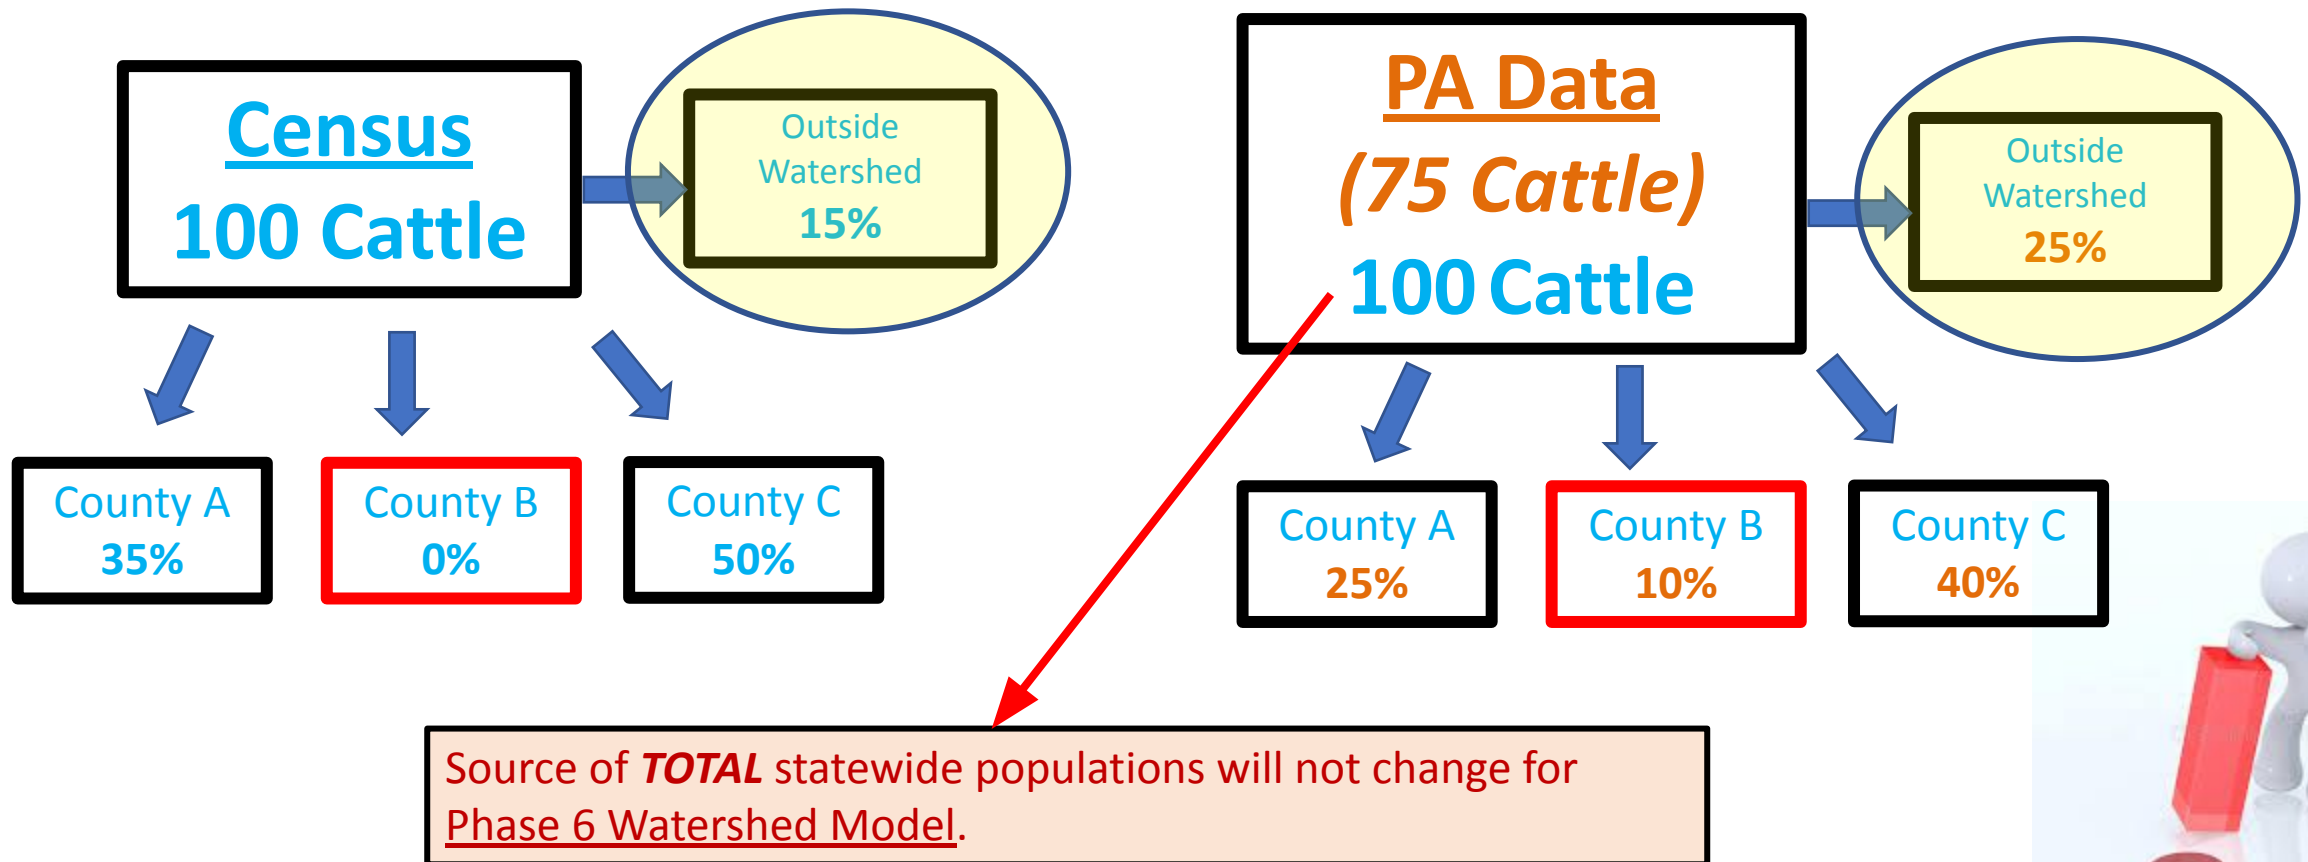 Census
100 Cattle
Outside
Watershed
15%
County A
35%
County B
0%
County C
50%
PA Data
(75 Cattle)
100 Cattle
Outside
Watershed
25%
County A
25%
County B
10%
County C
40%
Source of TOTAL statewide populations will not change for
Phase 6 Watershed Model.